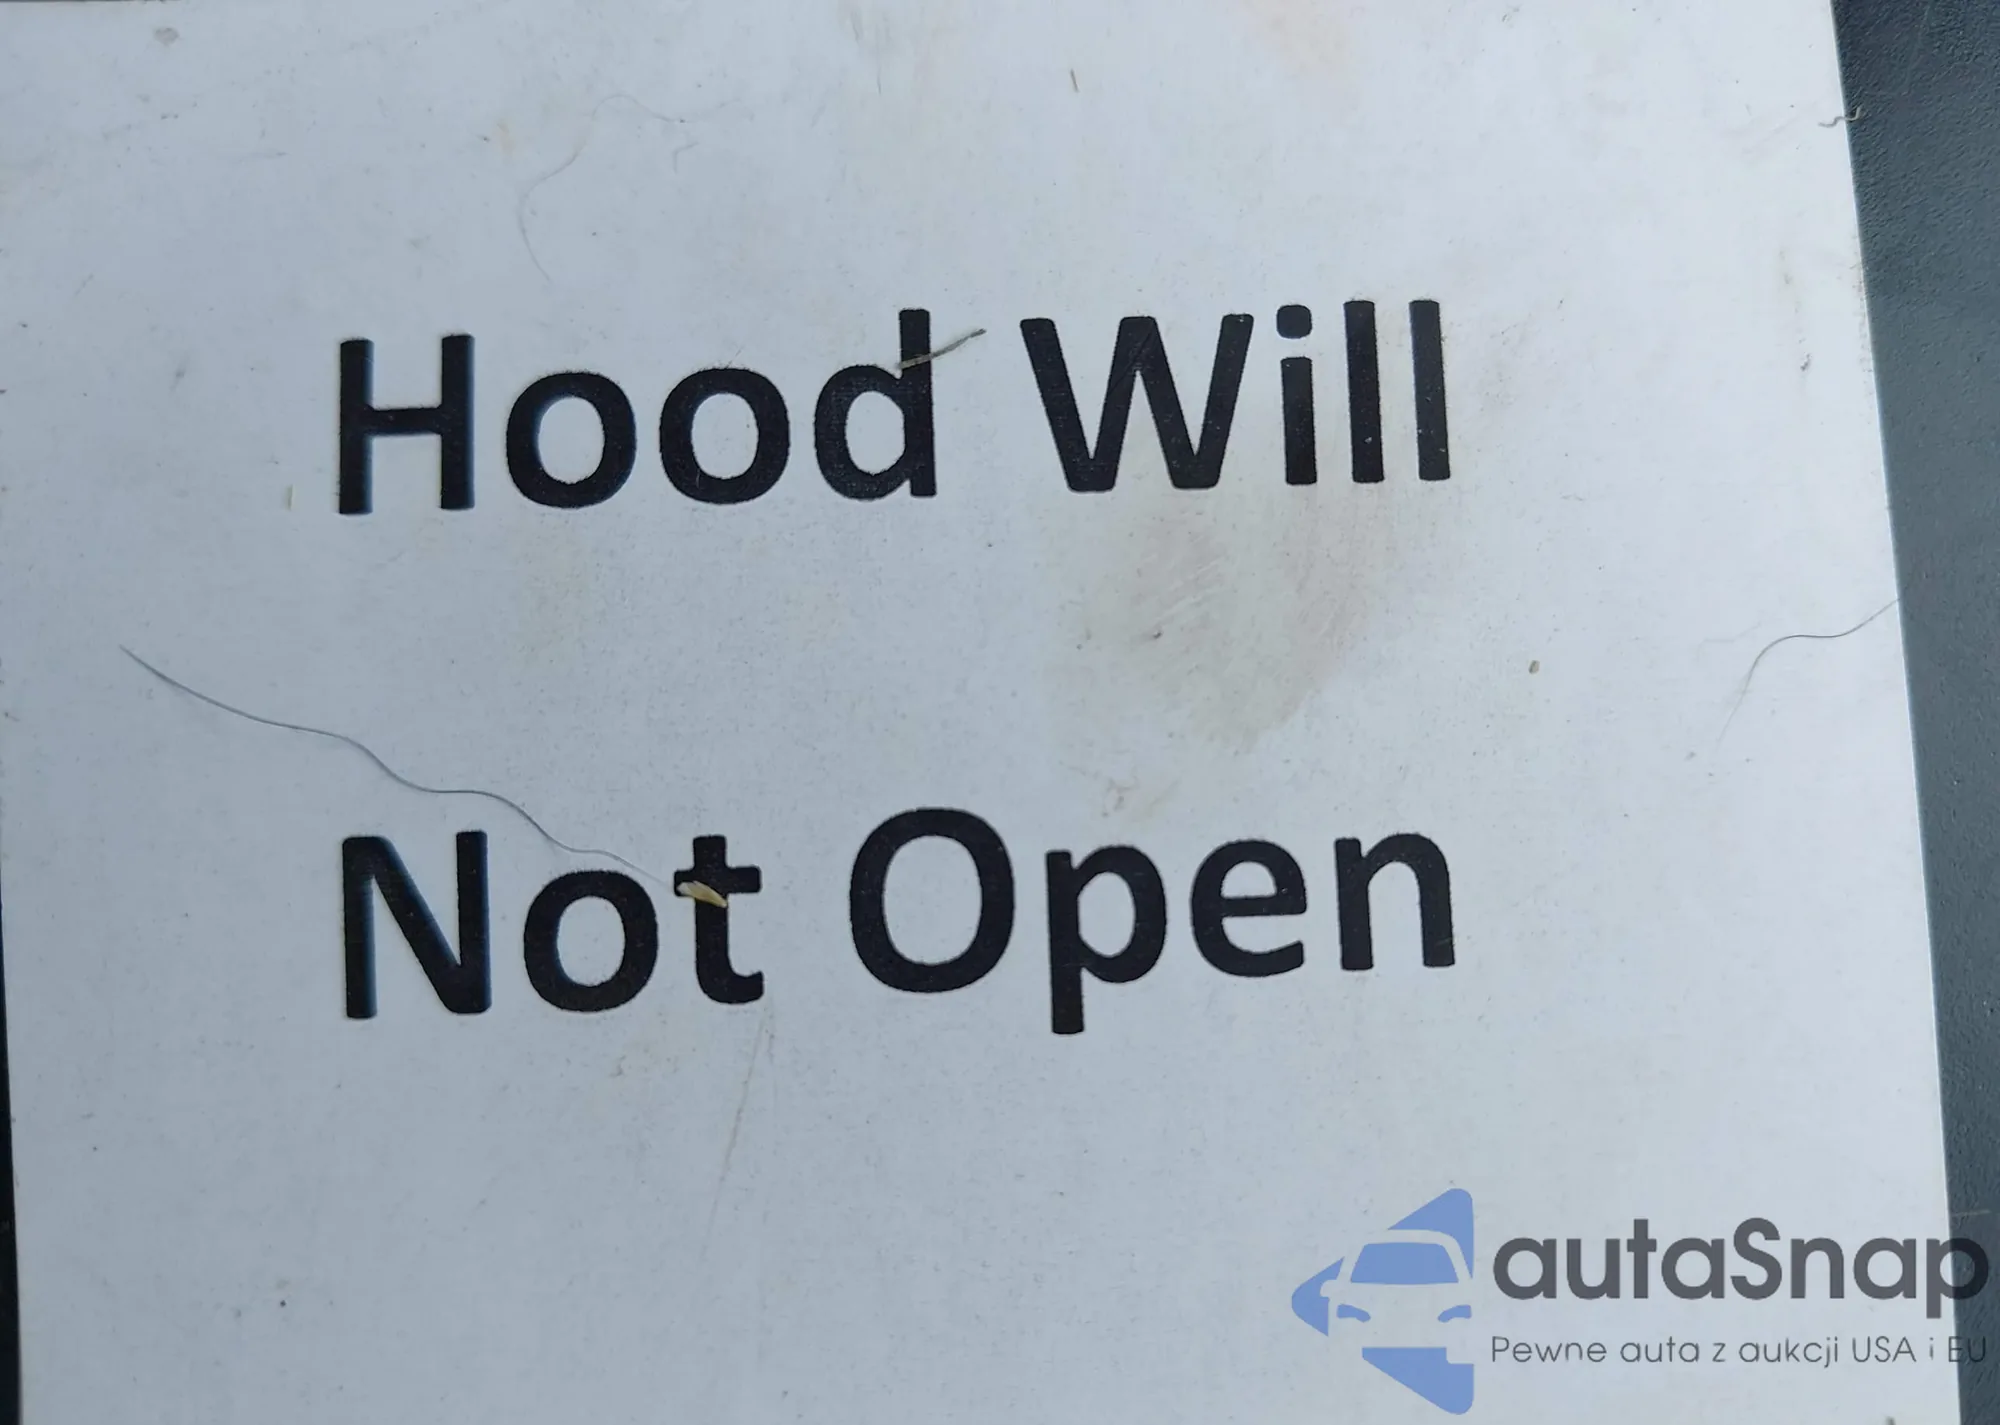 Hood Will
Not Open
autaSnap
Pewne auta z aukcji USA i EU